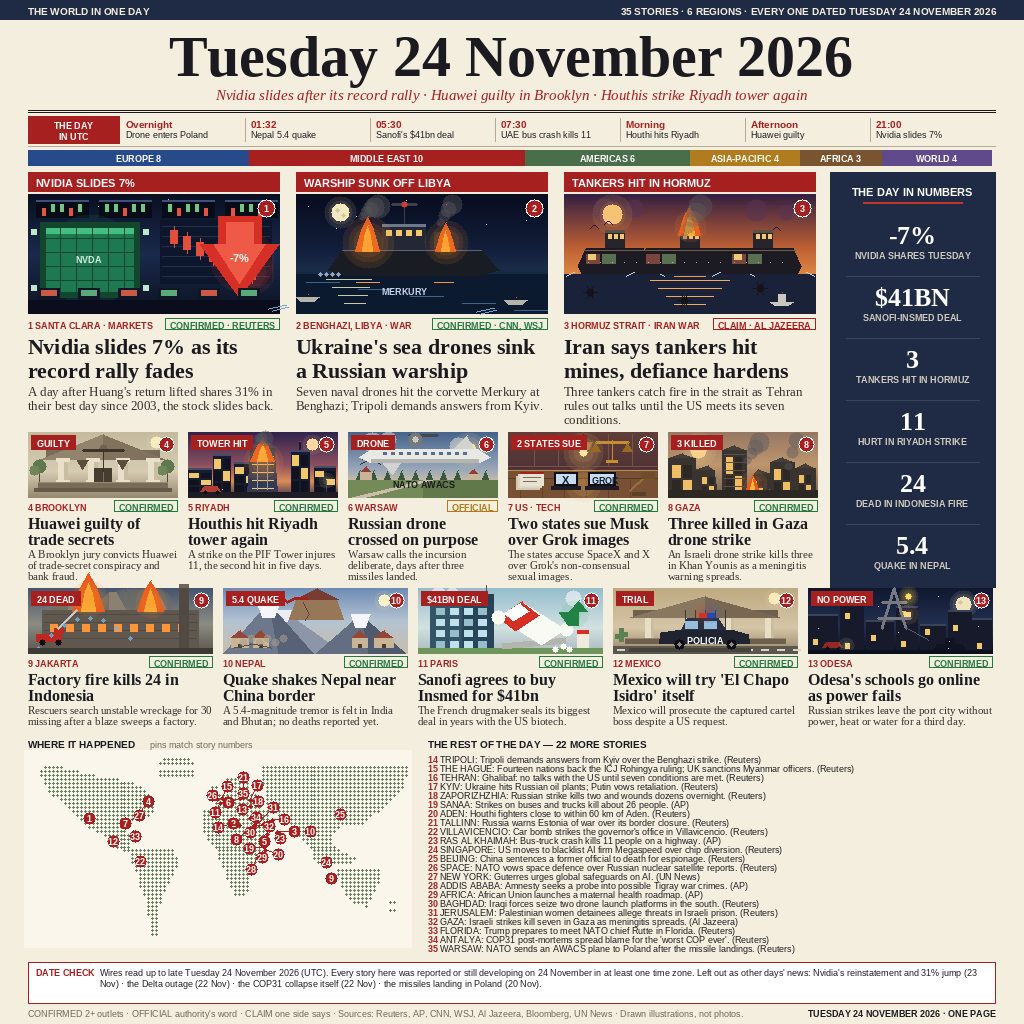 THE WORLD IN ONE DAY
35 STORIES · 6 REGIONS · EVERY ONE DATED TUESDAY 24 NOVEMBER 2026
Tuesday 24 November 2026
Nvidia slides after its record rally · Huawei guilty in Brooklyn · Houthis strike Riyadh tower again
THE DAY
IN UTC
Overnight
Drone enters Poland
01:32
Nepal 5.4 quake
05:30
Sanofi's $41bn deal
07:30
UAE bus crash kills 11
Morning
Houthi hits Riyadh
Afternoon
Huawei guilty
21:00
Nvidia slides 7%
EUROPE 8
MIDDLE EAST 10
AMERICAS 6
ASIA-PACIFIC 4
AFRICA 3
WORLD 4
NVIDIA SLIDES 7%
1
NVDA
-7%
1 SANTA CLARA · MARKETS
CONFIRMED · REUTERS
Nvidia slides 7% as its
record rally fades
A day after Huang's return lifted shares 31% in
their best day since 2003, the stock slides back.
WARSHIP SUNK OFF LIBYA
2
MERKURY
2 BENGHAZI, LIBYA · WAR
CONFIRMED · CNN, WSJ
Ukraine's sea drones sink
a Russian warship
Seven naval drones hit the corvette Merkury at
Benghazi; Tripoli demands answers from Kyiv.
TANKERS HIT IN HORMUZ
3
3 HORMUZ STRAIT · IRAN WAR
CLAIM · AL JAZEERA
Iran says tankers hit
mines, defiance hardens
Three tankers catch fire in the strait as Tehran
rules out talks until the US meets its seven
conditions.
THE DAY IN NUMBERS
-7%
NVIDIA SHARES TUESDAY
$41BN
SANOFI-INSMED DEAL
3
TANKERS HIT IN HORMUZ
11
HURT IN RIYADH STRIKE
24
DEAD IN INDONESIA FIRE
5.4
QUAKE IN NEPAL
GUILTY
4
4 BROOKLYN
CONFIRMED
Huawei guilty of
trade secrets
A Brooklyn jury convicts Huawei
of trade-secret conspiracy and
bank fraud.
TOWER HIT
5
5 RIYADH
CONFIRMED
Houthis hit Riyadh
tower again
A strike on the PIF Tower injures
11, the second hit in five days.
DRONE
6
NATO AWACS
6 WARSAW
OFFICIAL
Russian drone
crossed on purpose
Warsaw calls the incursion
deliberate, days after three
missiles landed.
2 STATES SUE
7
X
GROK
7 US · TECH
CONFIRMED
Two states sue Musk
over Grok images
The states accuse SpaceX and X
over Grok's non-consensual
sexual images.
3 KILLED
8
8 GAZA
CONFIRMED
Three killed in Gaza
drone strike
An Israeli drone strike kills three
in Khan Younis as a meningitis
warning spreads.
24 DEAD
9
9 JAKARTA
CONFIRMED
Factory fire kills 24 in
Indonesia
Rescuers search unstable wreckage for 30
missing after a blaze sweeps a factory.
5.4 QUAKE
10
10 NEPAL
CONFIRMED
Quake shakes Nepal near
China border
A 5.4-magnitude tremor is felt in India
and Bhutan; no deaths reported yet.
$41BN DEAL
11
11 PARIS
CONFIRMED
Sanofi agrees to buy
Insmed for $41bn
The French drugmaker seals its biggest
deal in years with the US biotech.
TRIAL
12
POLICIA
12 MEXICO
CONFIRMED
Mexico will try 'El Chapo
Isidro' itself
Mexico will prosecute the captured cartel
boss despite a US request.
NO POWER
13
13 ODESA
CONFIRMED
Odesa's schools go online
as power fails
Russian strikes leave the port city without
power, heat or water for a third day.
WHERE IT HAPPENED
pins match story numbers
THE REST OF THE DAY — 22 MORE STORIES
14 TRIPOLI: Tripoli demands answers from Kyiv over the Benghazi strike. (Reuters)
15 THE HAGUE: Fourteen nations back the ICJ Rohingya ruling; UK sanctions Myanmar officers. (Reuters)
16 TEHRAN: Ghalibaf: no talks with the US until seven conditions are met. (Reuters)
17 KYIV: Ukraine hits Russian oil plants; Putin vows retaliation. (Reuters)
18 ZAPORIZHZHIA: Russian strike kills two and wounds dozens overnight. (Reuters)
19 SANAA: Strikes on buses and trucks kill about 26 people. (AP)
20 ADEN: Houthi fighters close to within 60 km of Aden. (Reuters)
21 TALLINN: Russia warns Estonia of war over its border closure. (Reuters)
22 VILLAVICENCIO: Car bomb strikes the governor's office in Villavicencio. (Reuters)
23 RAS AL KHAIMAH: Bus-truck crash kills 11 people on a highway. (AP)
24 SINGAPORE: US moves to blacklist AI firm Megaspeed over chip diversion. (Reuters)
25 BEIJING: China sentences a former official to death for espionage. (Reuters)
26 SPACE: NATO vows space defence over Russian nuclear satellite reports. (Reuters)
27 NEW YORK: Guterres urges global safeguards on AI. (UN News)
28 ADDIS ABABA: Amnesty seeks a probe into possible Tigray war crimes. (AP)
29 AFRICA: African Union launches a maternal health roadmap. (AP)
30 BAGHDAD: Iraqi forces seize two drone launch platforms in the south. (Reuters)
31 JERUSALEM: Palestinian women detainees allege threats in Israeli prison. (Reuters)
32 GAZA: Israeli strikes kill seven in Gaza as meningitis spreads. (Al Jazeera)
33 FLORIDA: Trump prepares to meet NATO chief Rutte in Florida. (Reuters)
34 ANTALYA: COP31 post-mortems spread blame for the 'worst COP ever'. (Reuters)
35 WARSAW: NATO sends an AWACS plane to Poland after the missile landings. (Reuters)
DATE CHECK
Wires read up to late Tuesday 24 November 2026 (UTC). Every story here was reported or still developing on 24 November in at least one time zone. Left out as other days' news: Nvidia's reinstatement and 31% jump (23
Nov) · the Delta outage (22 Nov) · the COP31 collapse itself (22 Nov) · the missiles landing in Poland (20 Nov).
CONFIRMED 2+ outlets · OFFICIAL authority's word · CLAIM one side says · Sources: Reuters, AP, CNN, WSJ, Al Jazeera, Bloomberg, UN News · Drawn illustrations, not photos.
TUESDAY 24 NOVEMBER 2026 · ONE PAGE